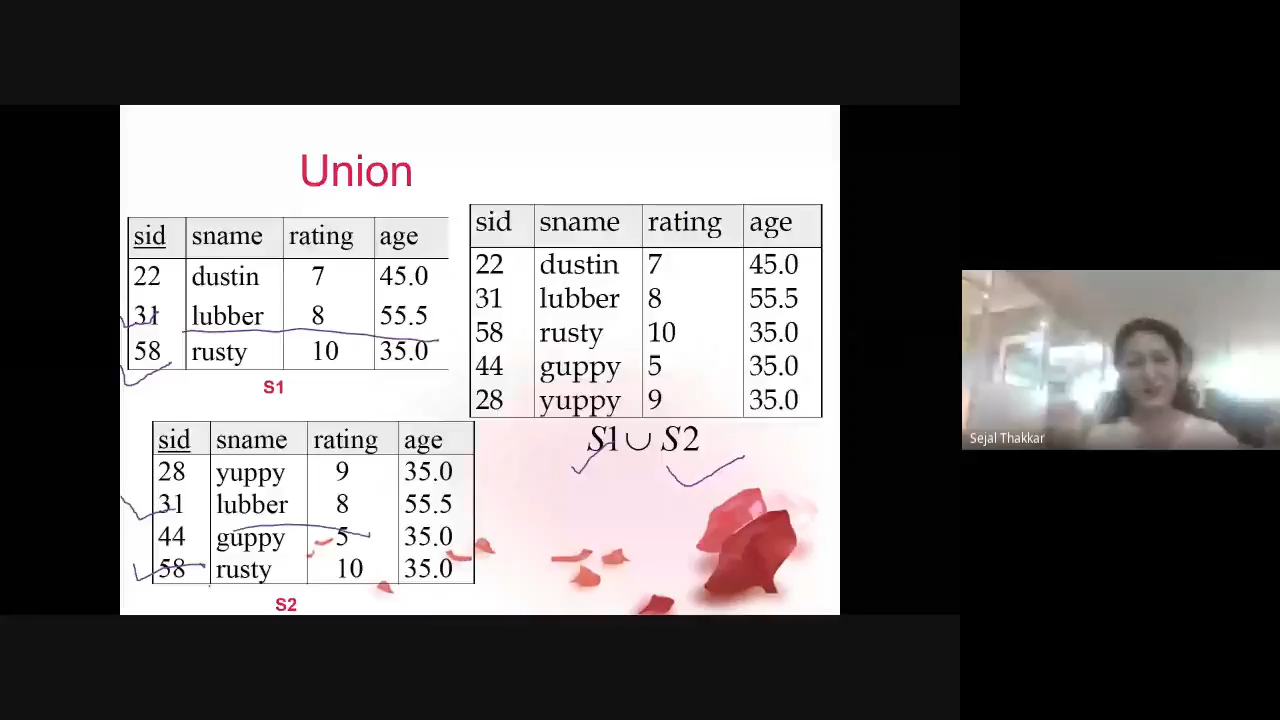 Union
sid sname rating age
22 dustin 7 45.0
31 lubber 8 55.5
58 rusty 10 35.0
S1
sid sname rating age
28 yuppy 9 35.0
31 lubber 8 55.5
44 guppy 5 35.0
58 rusty 10 35.0
S2
sid sname rating age
22 dustin 7 45.0
31 lubber 8 55.5
58 rusty 10 35.0
44 guppy 5 35.0
28 yuppy 9 35.0
S1 ∪ S2
Sejal Thakkar